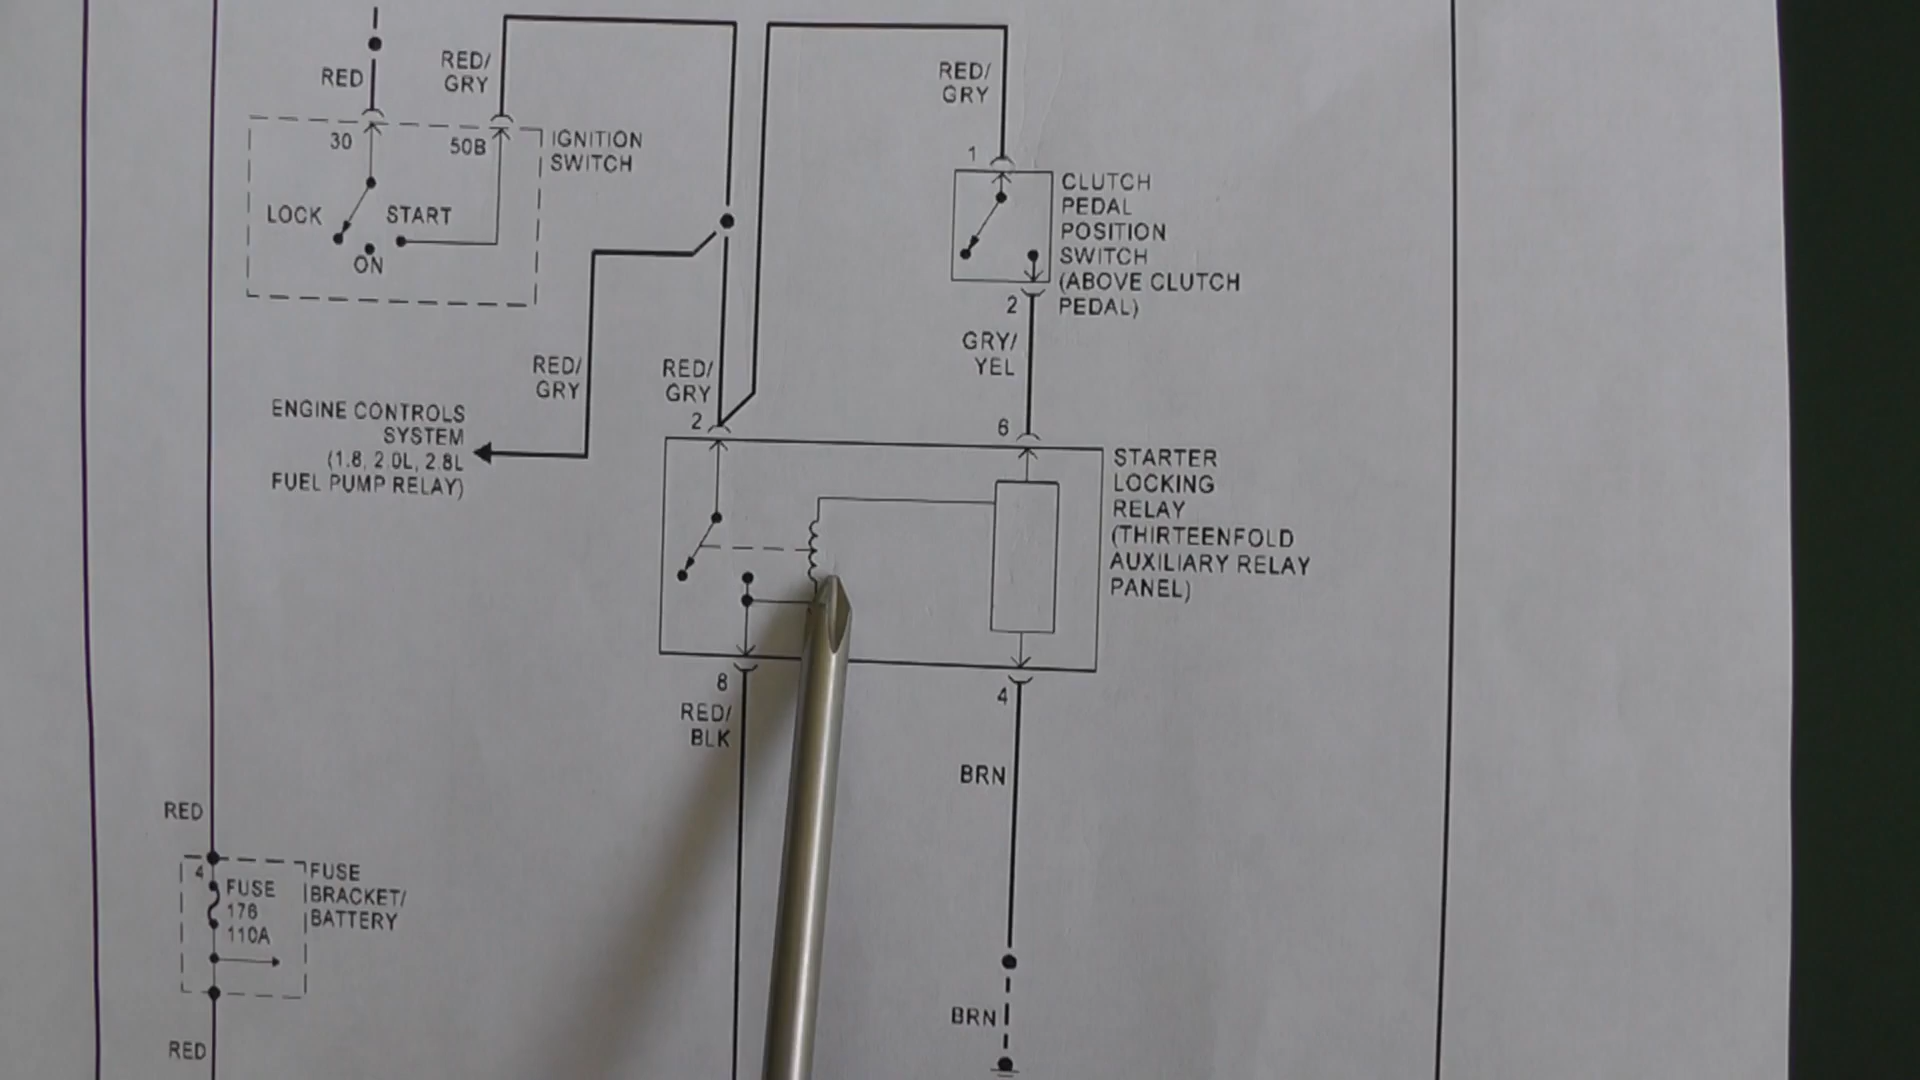 RED
RED/
GRY
RED/
GRY
30
50B
IGNITION
SWITCH
LOCK
START
ON
1
CLUTCH
PEDAL
POSITION
SWITCH
(ABOVE CLUTCH
PEDAL)
2
GRY/
YEL
RED/
GRY
RED/
GRY
ENGINE CONTROLS
SYSTEM
(1.8, 2.0L, 2.8L
FUEL PUMP RELAY)
2
6
STARTER
LOCKING
RELAY
(THIRTEENFOLD
AUXILIARY RELAY
PANEL)
8
RED/
BLK
4
BRN
RED
4
FUSE
176
110A
FUSE
BRACKET/
BATTERY
BRN
RED